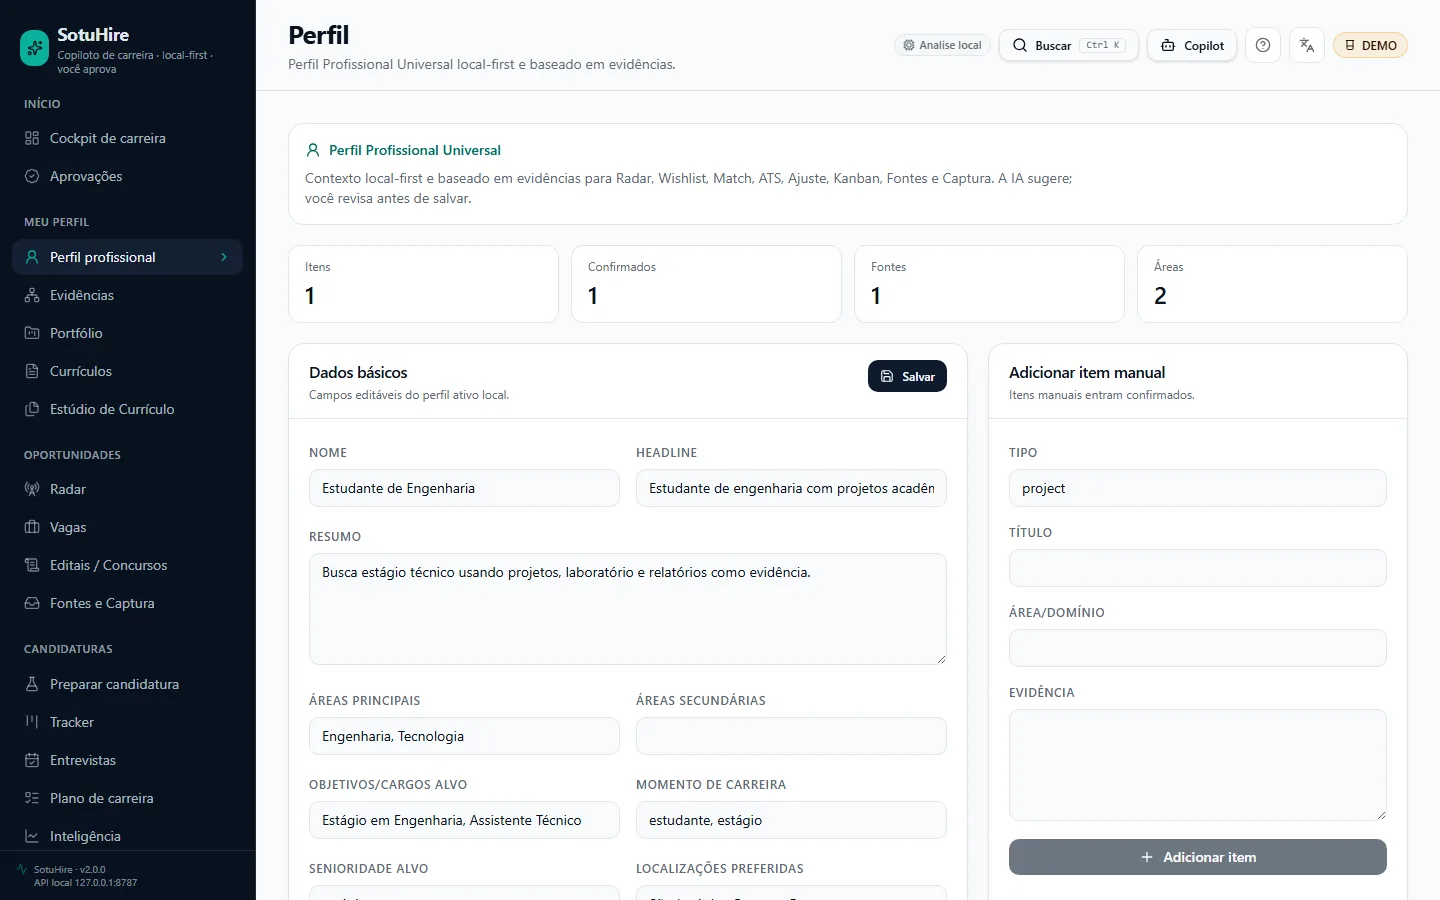 SotuHire
Copiloto de carreira · local-first ·
você aprova
INÍCIO
Cockpit de carreira
Aprovações
MEU PERFIL
Perfil profissional
Evidências
Portfólio
Currículos
Estúdio de Currículo
OPORTUNIDADES
Radar
Vagas
Editais / Concursos
Fontes e Captura
CANDIDATURAS
Preparar candidatura
Tracker
Entrevistas
Plano de carreira
Inteligência
SotuHire · v2.0.0
API local 127.0.0.1:8787
Perfil
Perfil Profissional Universal local-first e baseado em evidências.
Analise local
Buscar Ctrl K
Copilot
DEMO
Perfil Profissional Universal
Contexto local-first e baseado em evidências para Radar, Wishlist, Match, ATS, Ajuste, Kanban, Fontes e Captura. A IA sugere;
você revisa antes de salvar.
Itens
1
Confirmados
1
Fontes
1
Áreas
2
Dados básicos
Campos editáveis do perfil ativo local.
Salvar
NOME
Estudante de Engenharia
HEADLINE
Estudante de engenharia com projetos acadên
RESUMO
Busca estágio técnico usando projetos, laboratório e relatórios como evidência.
ÁREAS PRINCIPAIS
Engenharia, Tecnologia
ÁREAS SECUNDÁRIAS
OBJETIVOS/CARGOS ALVO
Estágio em Engenharia, Assistente Técnico
MOMENTO DE CARREIRA
estudante, estágio
SENIORIDADE ALVO
LOCALIZAÇÕES PREFERIDAS
Adicionar item manual
Itens manuais entram confirmados.
TIPO
project
TÍTULO
ÁREA/DOMÍNIO
EVIDÊNCIA
Adicionar item